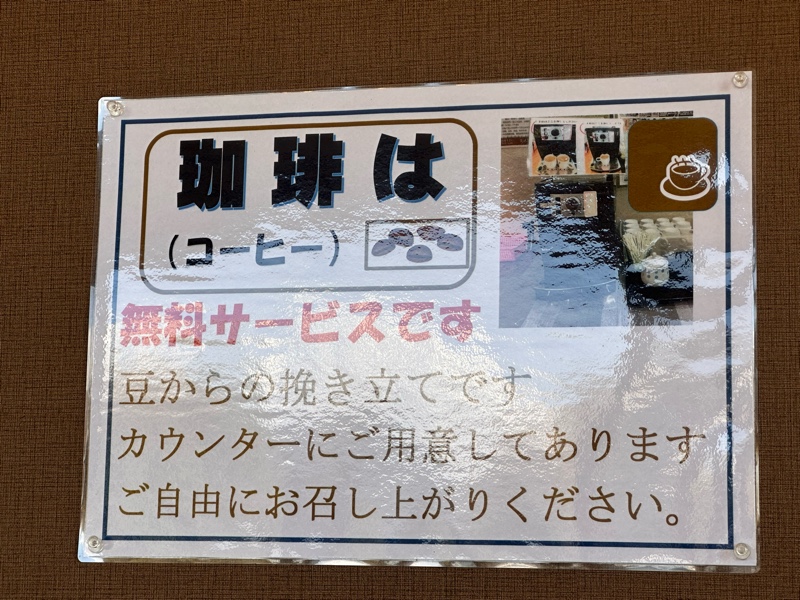 珈琲は
(コーヒー)
無料サービスです
豆からの挽き立てです
カウンターにご用意してあります
ご自由にお召し上がりください。